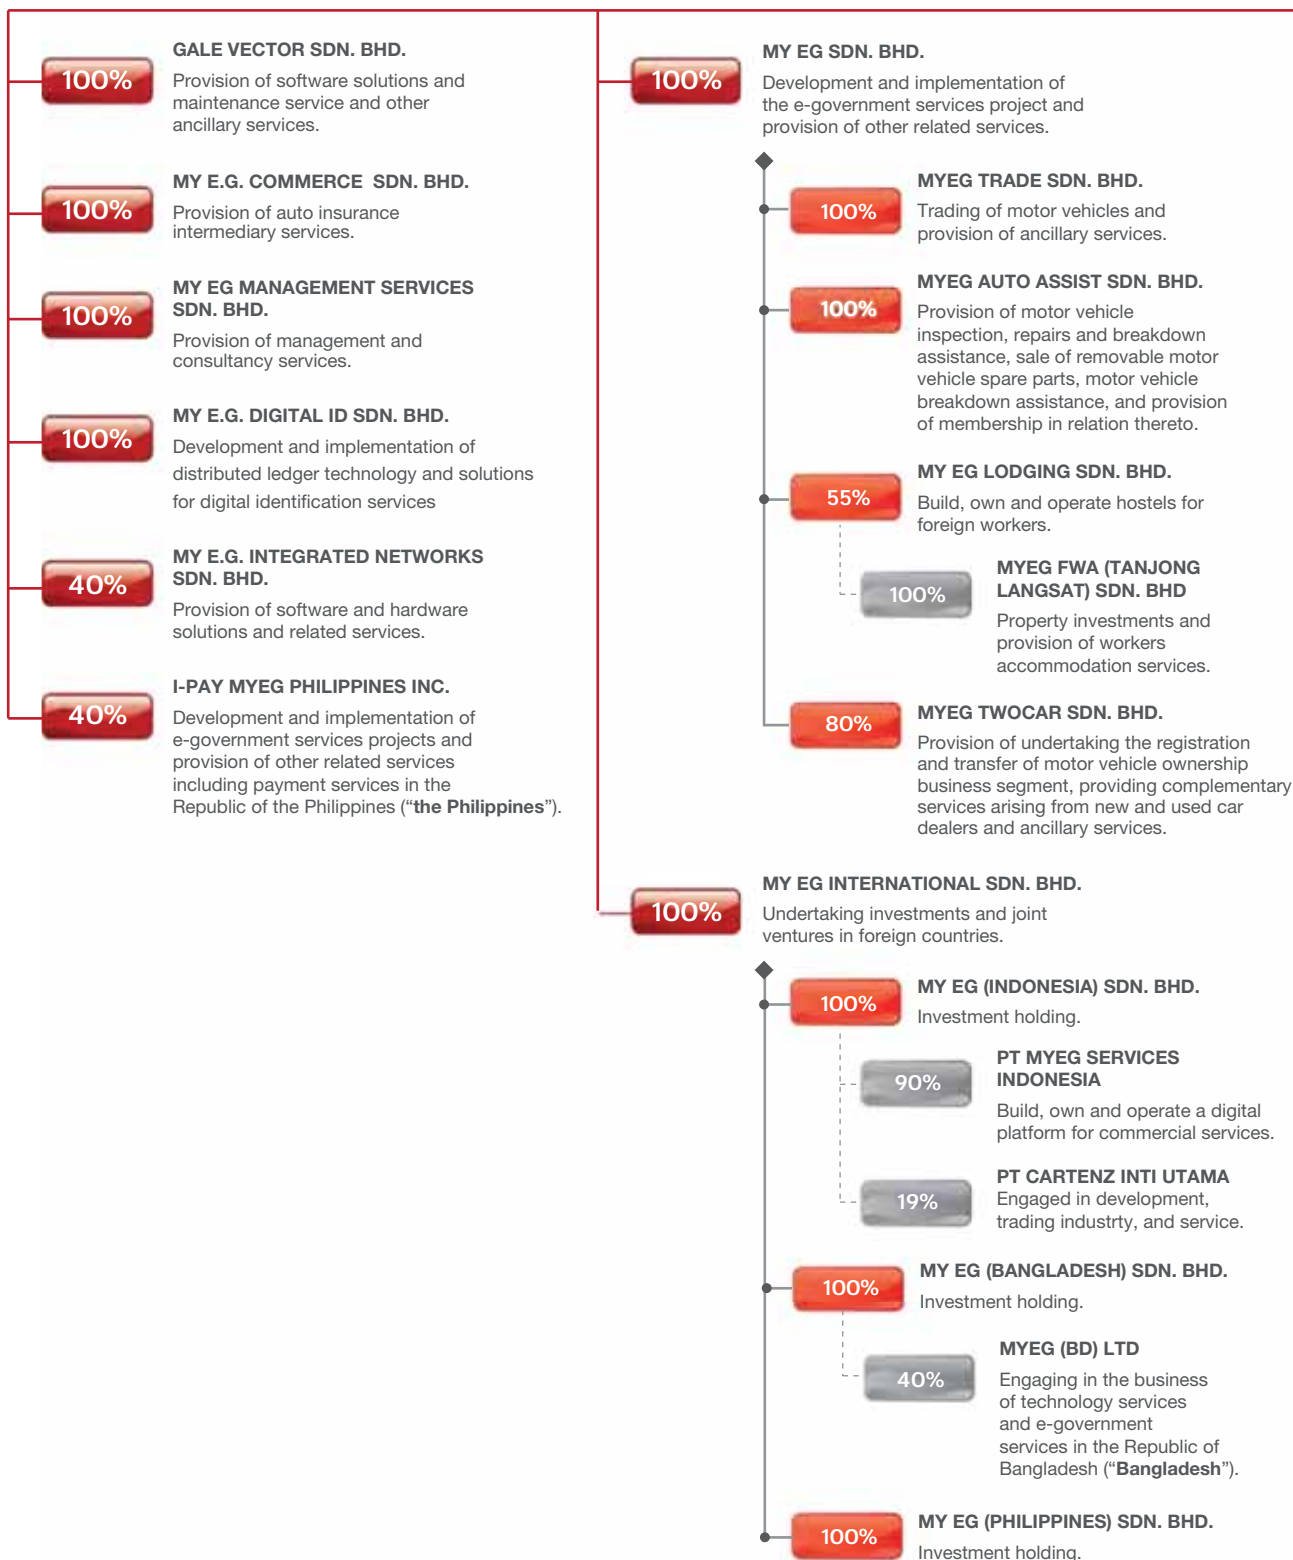 100%
GALE VECTOR SDN. BHD.
Provision of software solutions and
maintenance service and other
ancillary services.
100%
MY E.G. COMMERCE SDN. BHD.
Provision of auto insurance
intermediary services.
100%
MY EG MANAGEMENT SERVICES
SDN. BHD.
Provision of management and
consultancy services.
100%
MY E.G. DIGITAL ID SDN. BHD.
Development and implementation of
distributed ledger technology and solutions
for digital identification services
40%
MY E.G. INTEGRATED NETWORKS
SDN. BHD.
Provision of software and hardware
solutions and related services.
40%
I-PAY MYEG PHILIPPINES INC.
Development and implementation of
e-government services projects and
provision of other related services
including payment services in the
Republic of the Philippines (“the Philippines”).
100%
MY EG SDN. BHD.
Development and implementation of
the e-government services project and
provision of other related services.
100%
MYEG TRADE SDN. BHD.
Trading of motor vehicles and
provision of ancillary services.
100%
MYEG AUTO ASSIST SDN. BHD.
Provision of motor vehicle
inspection, repairs and breakdown
assistance, sale of removable motor
vehicle spare parts, motor vehicle
breakdown assistance, and provision
of membership in relation thereto.
55%
MY EG LODGING SDN. BHD.
Build, own and operate hostels for
foreign workers.
100%
MYEG FWA (TANJONG
LANGSAT) SDN. BHD
Property investments and
provision of workers
accommodation services.
80%
MYEG TWOCAR SDN. BHD.
Provision of undertaking the registration
and transfer of motor vehicle ownership
business segment, providing complementary
services arising from new and used car
dealers and ancillary services.
100%
MY EG INTERNATIONAL SDN. BHD.
Undertaking investments and joint
ventures in foreign countries.
100%
MY EG (INDONESIA) SDN. BHD.
Investment holding.
90%
PT MYEG SERVICES
INDONESIA
Build, own and operate a digital
platform for commercial services.
19%
PT CARTENZ INTI UTAMA
Engaged in development,
trading industrty, and service.
100%
MY EG (BANGLADESH) SDN. BHD.
Investment holding.
40%
MYEG (BD) LTD
Engaging in the business
of technology services
and e-government
services in the Republic of
Bangladesh (“Bangladesh”).
100%
MY EG (PHILIPPINES) SDN. BHD.
Investment holding.